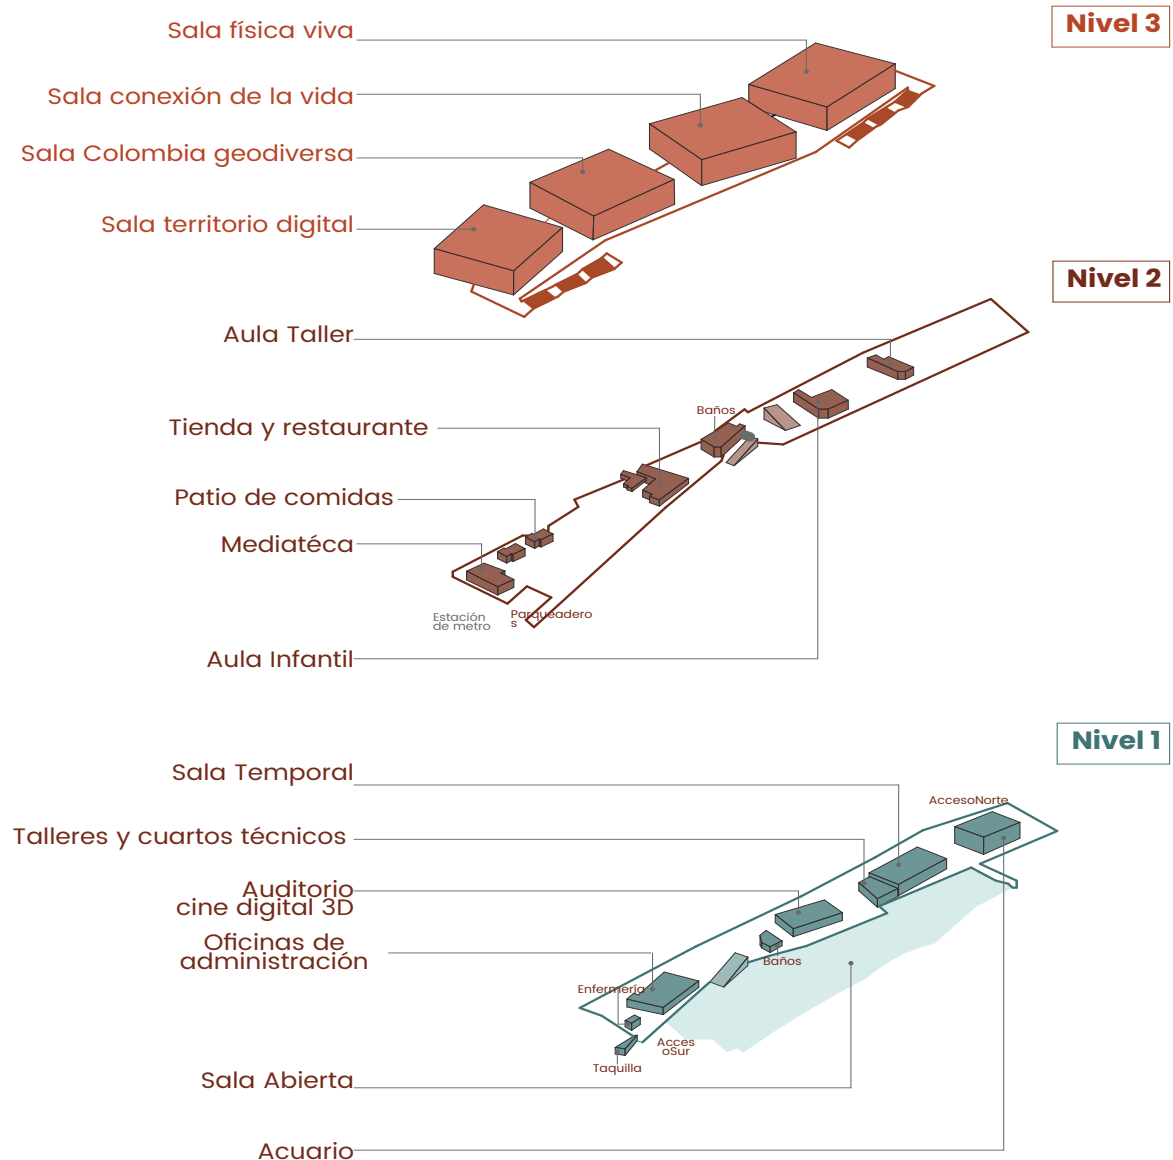 Nivel 3
Sala física viva
Sala conexión de la vida
Sala Colombia geodiversa
Sala territorio digital
Nivel 2
Aula Taller
Baños
Tienda y restaurante
Patio de comidas
Mediatéca
Estación
de metro
Parqueadero
s
Aula Infantil
Nivel 1
Sala Temporal
AccesoNorte
Talleres y cuartos técnicos
Auditorio
cine digital 3D
Oficinas de
administración
Baños
Enfermería
Acces
oSur
Taquilla
Sala Abierta
Acuario